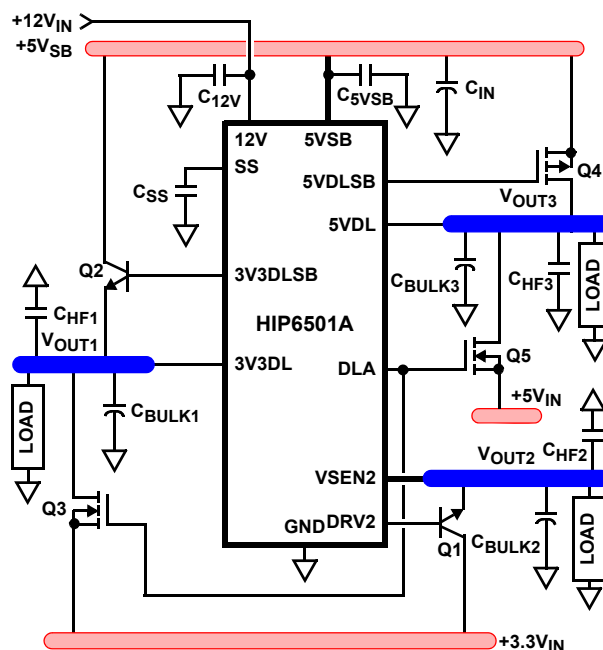 +12VIN
+5VSB
C12V
C5VSB
CIN
12V
5VSB
SS
5VDLSB
Q4
CSS
VOUT3
5VDL
Q2
3V3DLSB
CBULK3
CHF3
LOAD
CHF1
HIP6501A
VOUT1
3V3DL
DLA
Q5
+5VIN
LOAD
CBULK1
VOUT2
CHF2
VSEN2
Q3
GND
DRV2
Q1
CBULK2
LOAD
+3.3VIN